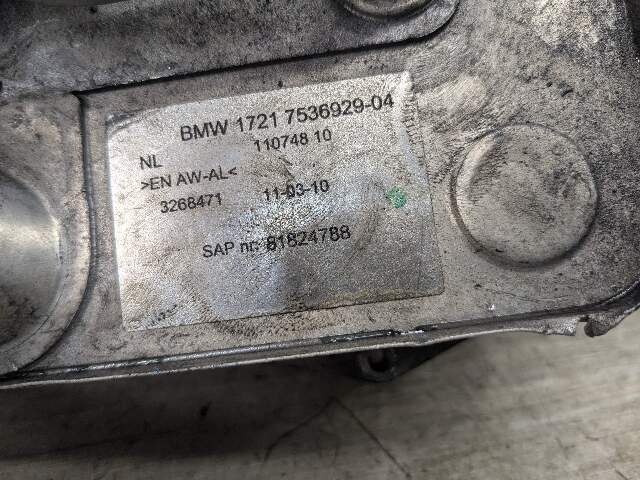 BMW 1721 7536929-04
NL 110748 10
>EN AW-AL<
3268471 11-03-10
SAP nr: 81824788